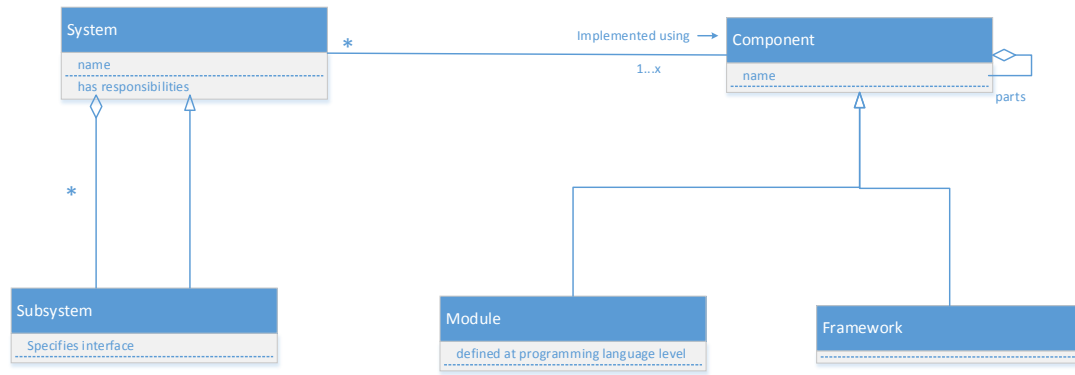 System
name
has responsibilities
*
Implemented using
1...x
Component
name
parts
*
Subsystem
Specifies interface
Module
defined at programming language level
Framework